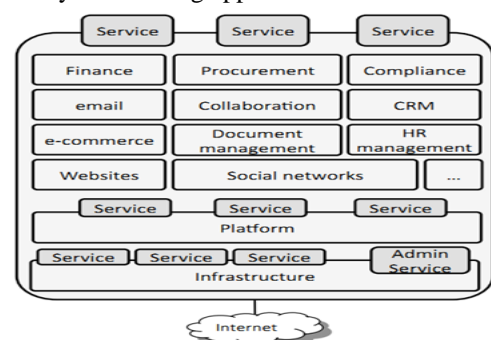 Service Service Service
Finance Procurement Compliance
email Collaboration CRM
e-commerce Document management HR management
Websites Social networks ...
Service Service Service
Platform
Service Service Service Admin Service
Infrastructure
Internet